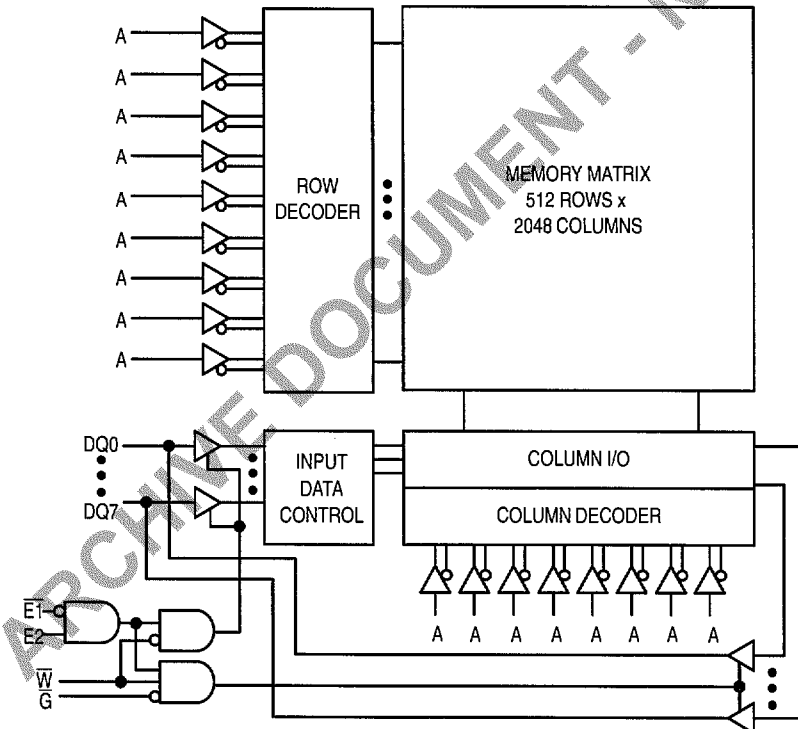 A
A
A
A
A
A
A
A
A
ROW
DECODER
MEMORY MATRIX
512 ROWS x
2048 COLUMNS
DQ0
DQ7
INPUT
DATA
CONTROL
COLUMN I/O
COLUMN DECODER
A A A A A A A A
E1
E2
W
G
ARCHIVE DOCUMENT - N